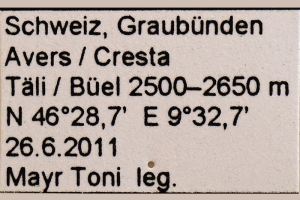 Schweiz, Graubünden
Avers / Cresta
Täli / Büel 2500–2650 m
N 46°28,7' E 9°32,7'
26.6.2011
Mayr Toni leg.